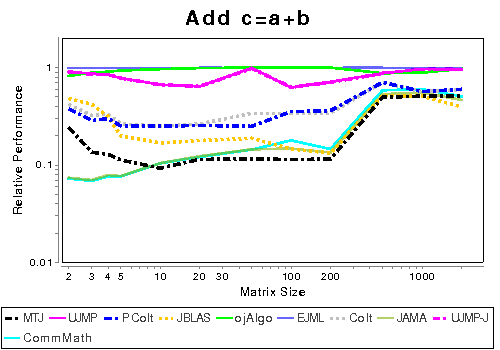 Add c=a+b
Relative Performance
1
0.1
0.01
2 3 4 5 10 20 30 100 200 1000
Matrix Size
MTJ UJMP P Colt JBLAS ojAlgo EJML Colt JAMA UJMP-J
CommMath